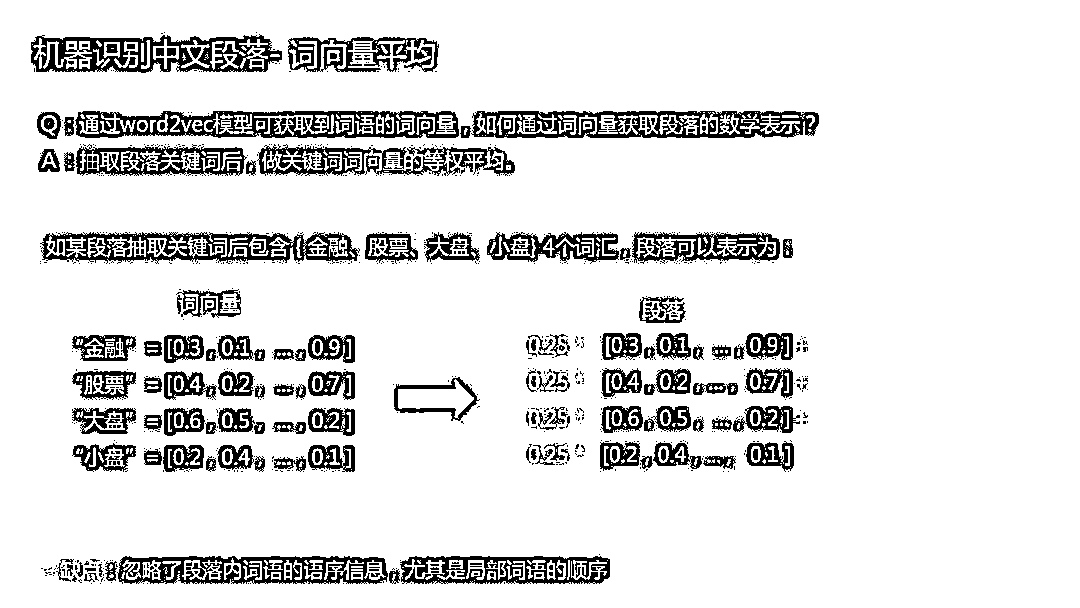 机器识别中文段落- 词向量平均
Q：通过word2vec模型可获取到词语的词向量，如何通过词向量获取段落的数学表示？
A：抽取段落关键词后，做关键词词向量的等权平均。
如某段落抽取关键词后包含{金融、股票、大盘、小盘}4个词汇，段落可以表示为：
词向量
段落
“金融” =[0.3 , 0.1, …, 0.9] 0.25 * [0.3 , 0.1, …, 0.9] +
“股票” =[0.4 , 0.2, …, 0.7] 0.25 * [0.4 , 0.2, …, 0.7] +
“大盘” =[0.6 , 0.5, …, 0.2] 0.25 * [0.6 , 0.5, …, 0.2] +
“小盘” =[0.2 , 0.4, …, 0.1] 0.25 * [0.2 , 0.4, …, 0.1]
缺点：忽略了段落内词语的语序信息，尤其是局部词语的顺序